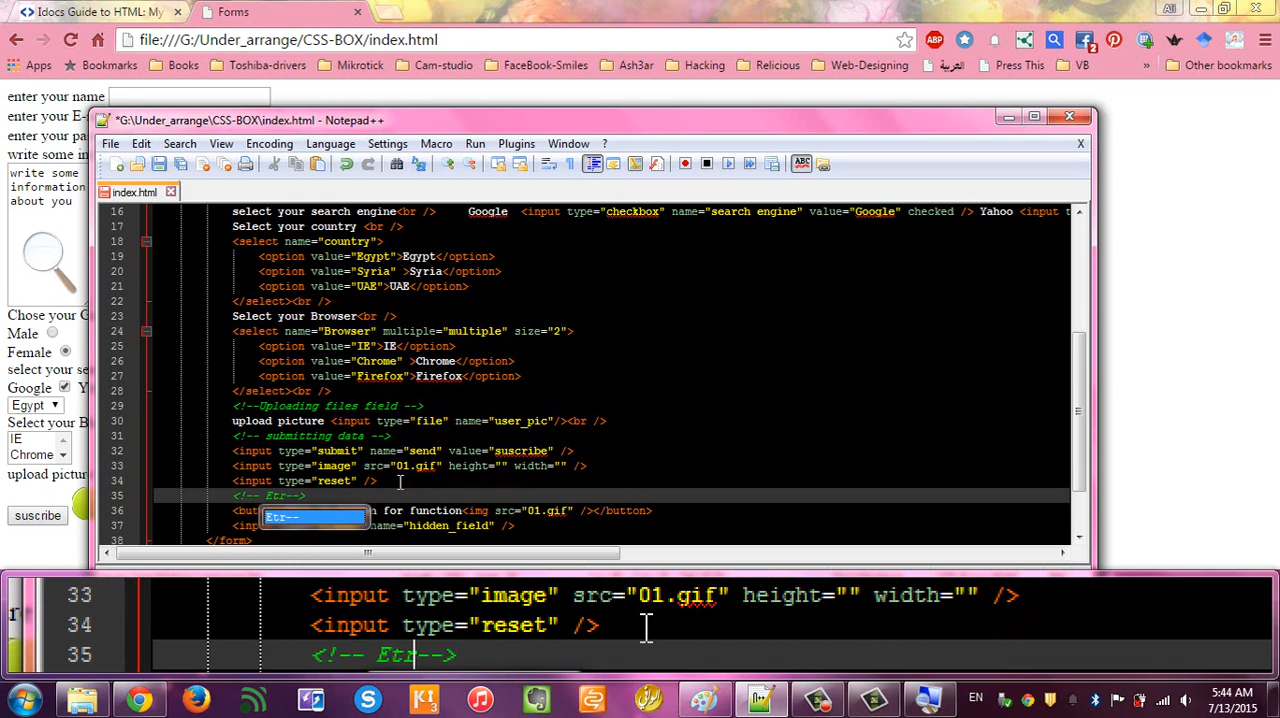 Idocs Guide to HTML: My
Forms
Ali
file:///G:/Under_arrange/CSS-BOX/index.html
ABP
2
Apps
Bookmarks
Books
Toshiba-drivers
Mikrotick
Cam-studio
FaceBook-Smiles
Ash3ar
Hacking
Relicious
Web-Designing
العربية
Press This
VB
»
Other bookmarks
enter your name
enter your E-
enter your pa
write some in
write some
information
about you
Chose your G
Male
Female
select your se
Google
Y
Egypt
Select your B
IE
Chrome
upload pictur
suscribe
*G:\Under_arrange\CSS-BOX\index.html - Notepad++
File Edit Search View Encoding Language Settings Macro Run Plugins Window ?
X
ABC
index.html
16 select your search engine<br /> Google <input type="checkbox" name="search engine" value="Google" checked /> Yahoo <input t
17 Select your country <br />
18 <select name="country">
19 <option value="Egypt">Egypt</option>
20 <option value="Syria" >Syria</option>
21 <option value="UAE">UAE</option>
22 </select><br />
23 Select your Browser<br />
24 <select name="Browser" multiple="multiple" size="2">
25 <option value="IE">IE</option>
26 <option value="Chrome" >Chrome</option>
27 <option value="Firefox">Firefox</option>
28 </select><br />
29 <!--Uploading files field -->
30 upload picture <input type="file" name="user_pic"/><br />
31 <!-- submitting data -->
32 <input type="submit" name="send" value="suscribe" />
33 <input type="image" src="01.gif" height="" width="" />
34 <input type="reset" />
35 <!-- Etr-->
36 <bu n for function<img src="01.gif" /></button>
Etr--
37 <in name="hidden_field" />
38 </form>
33 <input type="image" src="01.gif" height="" width="" />
34 <input type="reset" />
35 <!-- Etr-->
EN
5:44 AM
7/13/2015